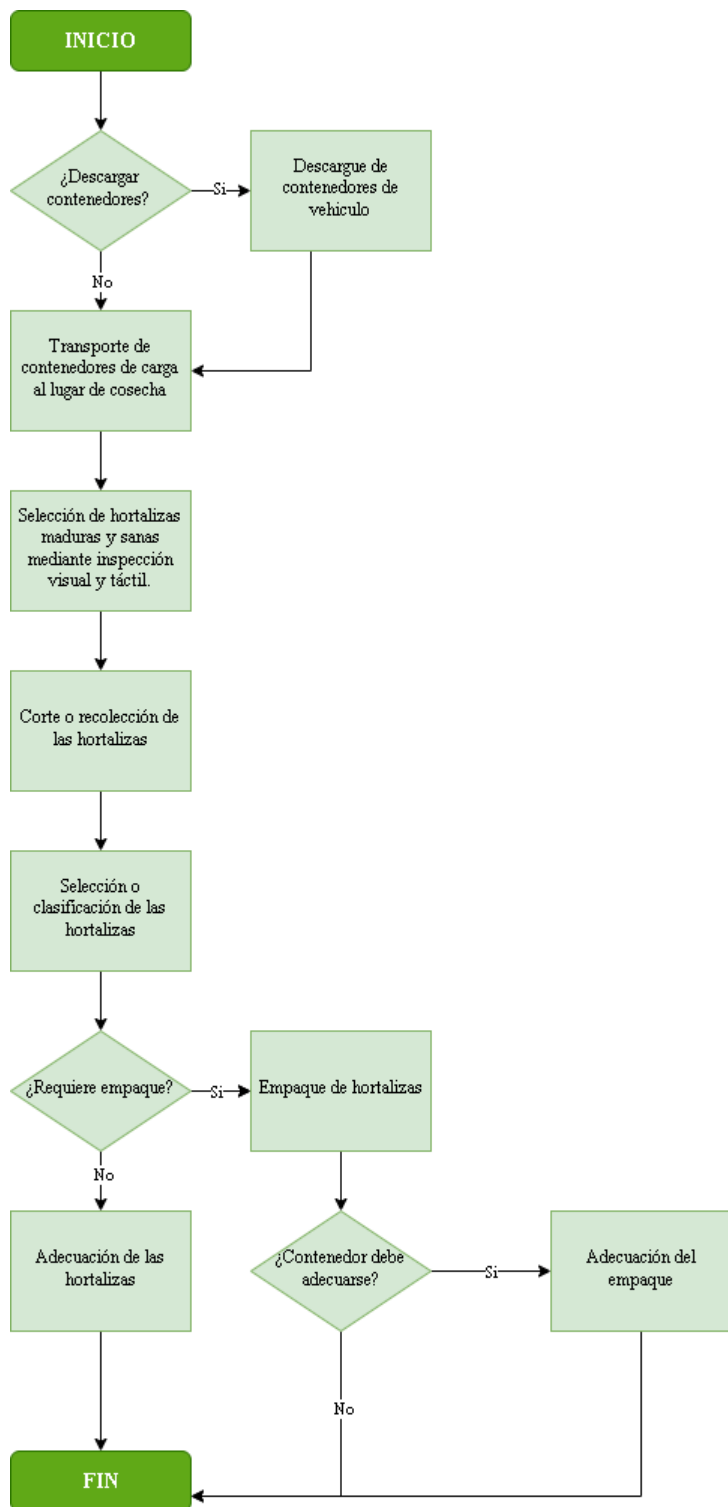 INICIO
¿Descargar
contenedores?
Si
Descargue de
contenedores de
vehiculo
No
Transporte de
contenedores de carga
al lugar de cosecha
Selección de hortalizas
maduras y sanas
mediante inspección
visual y táctil.
Corte o recolección de
las hortalizas
Selección o
clasificación de las
hortalizas
¿Requiere empaque?
Si
Empaque de hortalizas
No
Adecuación de las
hortalizas
¿Contenedor debe
adecuarse?
Si
Adecuación del
empaque
No
FIN